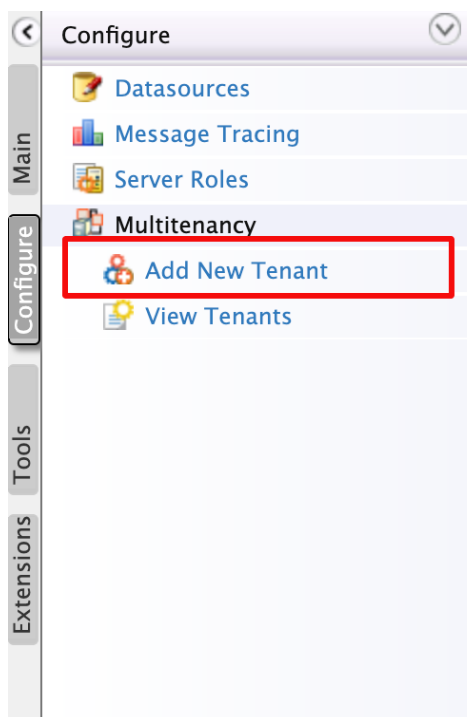 Configure
Datasources
Message Tracing
Server Roles
Multitenancy
Add New Tenant
View Tenants
Main
Configure
Tools
Extensions